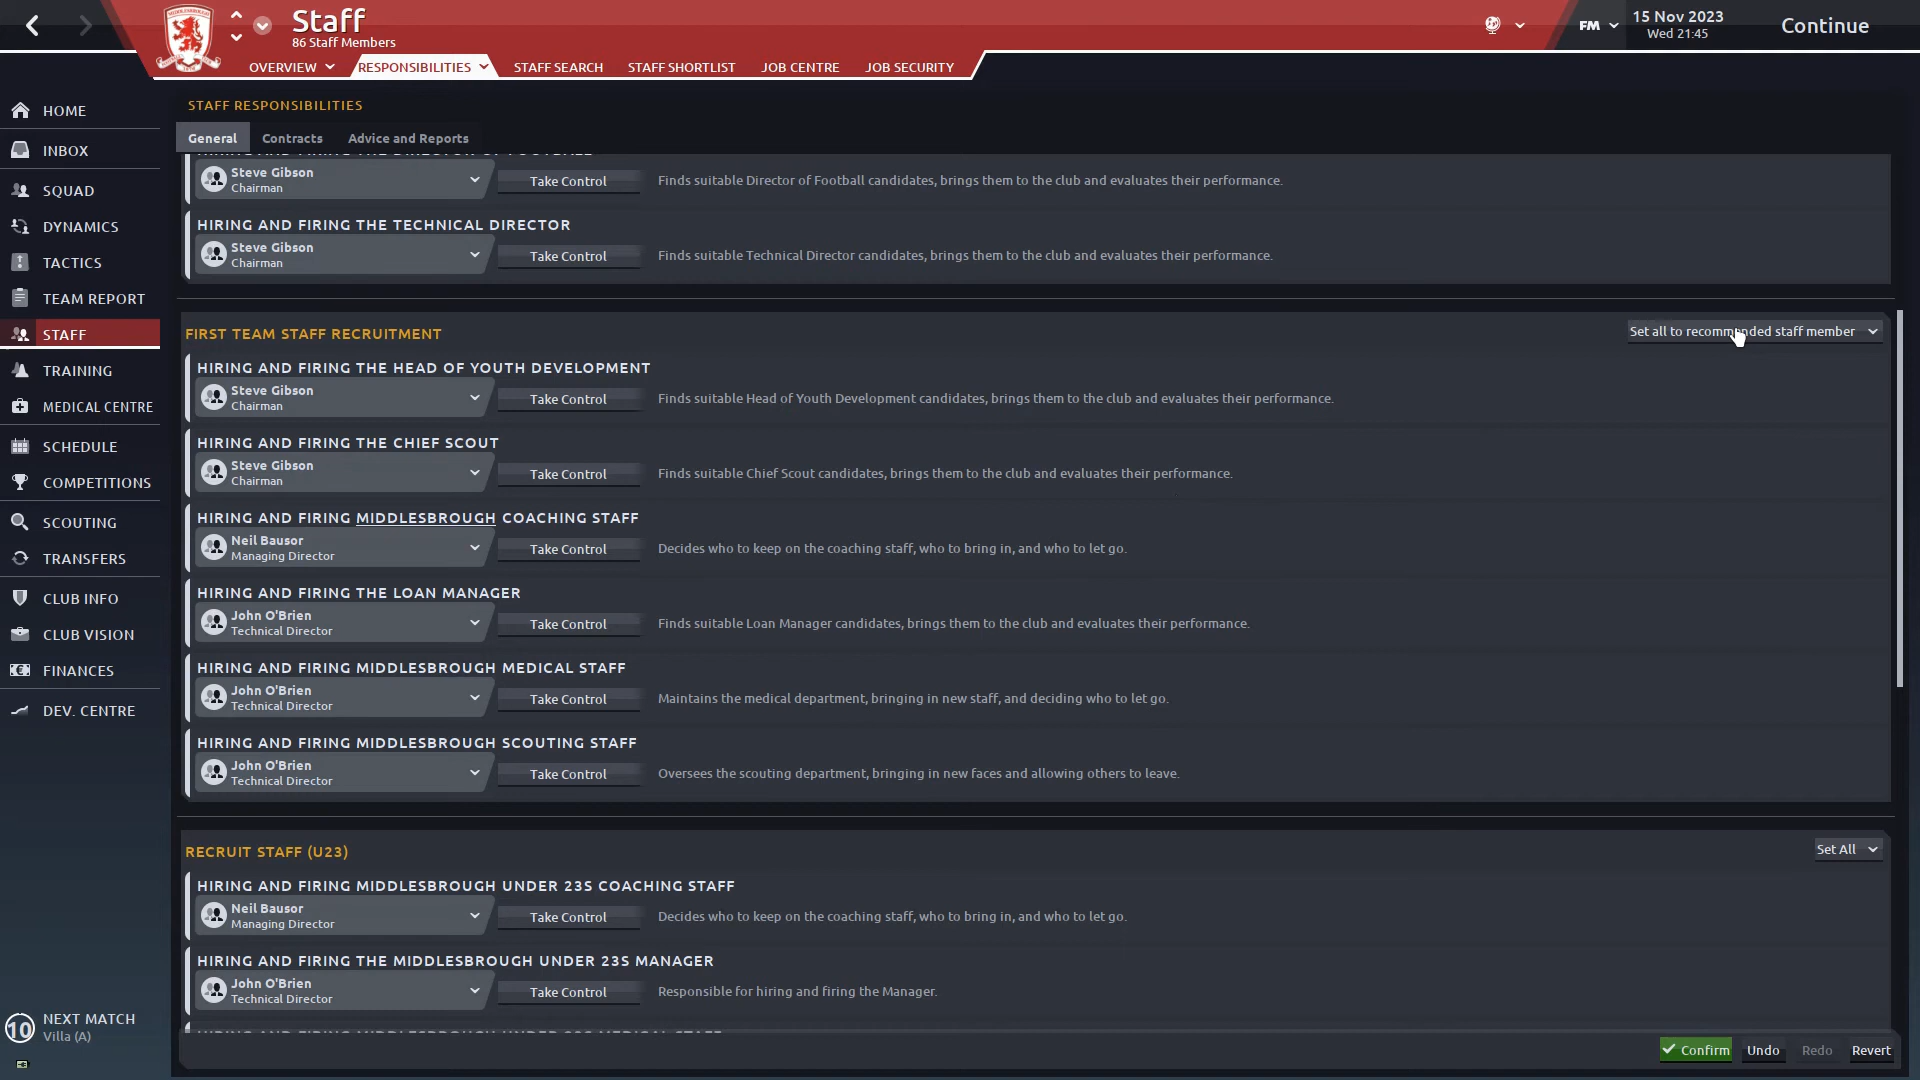 Staff
86 Staff Members
FM
15 Nov 2023
Wed 21:45
Continue
OVERVIEW
RESPONSIBILITIES
STAFF SEARCH
STAFF SHORTLIST
JOB CENTRE
JOB SECURITY
HOME
INBOX
SQUAD
DYNAMICS
TACTICS
TEAM REPORT
STAFF
TRAINING
MEDICAL CENTRE
SCHEDULE
COMPETITIONS
SCOUTING
TRANSFERS
CLUB INFO
CLUB VISION
FINANCES
DEV. CENTRE
10
NEXT MATCH
Villa (A)
STAFF RESPONSIBILITIES
General
Contracts
Advice and Reports
HIRING AND FIRING THE DIRECTOR OF FOOTBALL
Steve Gibson
Chairman
Take Control
Finds suitable Director of Football candidates, brings them to the club and evaluates their performance.
HIRING AND FIRING THE TECHNICAL DIRECTOR
Steve Gibson
Chairman
Take Control
Finds suitable Technical Director candidates, brings them to the club and evaluates their performance.
FIRST TEAM STAFF RECRUITMENT
Set all to recommended staff member
HIRING AND FIRING THE HEAD OF YOUTH DEVELOPMENT
Steve Gibson
Chairman
Take Control
Finds suitable Head of Youth Development candidates, brings them to the club and evaluates their performance.
HIRING AND FIRING THE CHIEF SCOUT
Steve Gibson
Chairman
Take Control
Finds suitable Chief Scout candidates, brings them to the club and evaluates their performance.
HIRING AND FIRING MIDDLESBROUGH COACHING STAFF
Neil Bausor
Managing Director
Take Control
Decides who to keep on the coaching staff, who to bring in, and who to let go.
HIRING AND FIRING THE LOAN MANAGER
John O'Brien
Technical Director
Take Control
Finds suitable Loan Manager candidates, brings them to the club and evaluates their performance.
HIRING AND FIRING MIDDLESBROUGH MEDICAL STAFF
John O'Brien
Technical Director
Take Control
Maintains the medical department, bringing in new staff, and deciding who to let go.
HIRING AND FIRING MIDDLESBROUGH SCOUTING STAFF
John O'Brien
Technical Director
Take Control
Oversees the scouting department, bringing in new faces and allowing others to leave.
RECRUIT STAFF (U23)
Set All
HIRING AND FIRING MIDDLESBROUGH UNDER 23S COACHING STAFF
Neil Bausor
Managing Director
Take Control
Decides who to keep on the coaching staff, who to bring in, and who to let go.
HIRING AND FIRING THE MIDDLESBROUGH UNDER 23S MANAGER
John O'Brien
Technical Director
Take Control
Responsible for hiring and firing the Manager.
Confirm
Undo
Redo
Revert